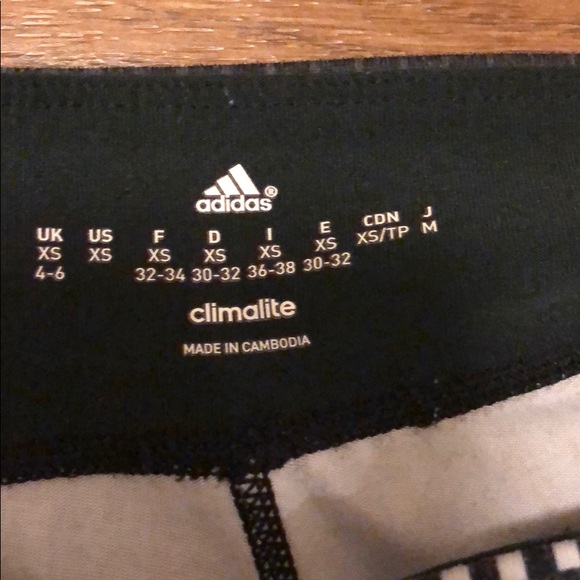 adidas®
UK US F D I E CDN J
XS XS XS XS XS XS XS/TP M
4-6 32-34 30-32 36-38 30-32
climalite
MADE IN CAMBODIA